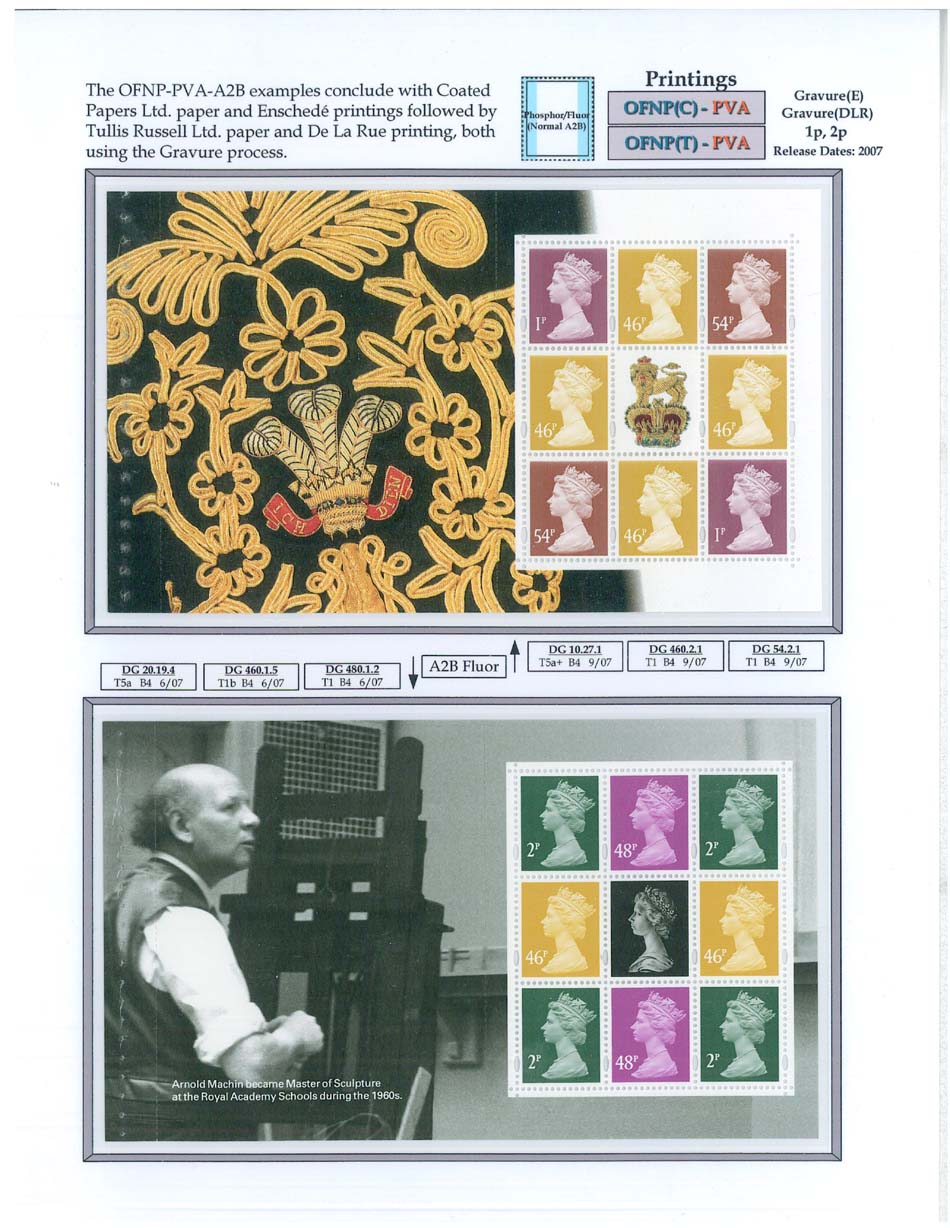 The OFNP-PVA-A2B examples conclude with Coated
Papers Ltd. paper and Enschedé printings followed by
Tullis Russell Ltd. paper and De La Rue printing, both
using the Gravure process.
Phosphor/Fluor
(Normal A2B)
Printings
OFNP(C) - PVA
OFNP(T) - PVA
Gravure(E)
Gravure(DLR)
1p, 2p
Release Dates: 2007
ICH DIEN
1P
46P
54P
46P
46P
54P
46P
1P
DG 20.19.4
T5a B4 6/07
DG 460.1.5
T1b B4 6/07
DG 480.1.2
T1 B4 6/07
A2B Fluor
DG 10.27.1
T5a+ B4 9/07
DG 460.2.1
T1 B4 9/07
DG 54.2.1
T1 B4 9/07
2P
48P
2P
46P
46P
2P
48P
2P
Arnold Machin became Master of Sculpture
at the Royal Academy Schools during the 1960s.